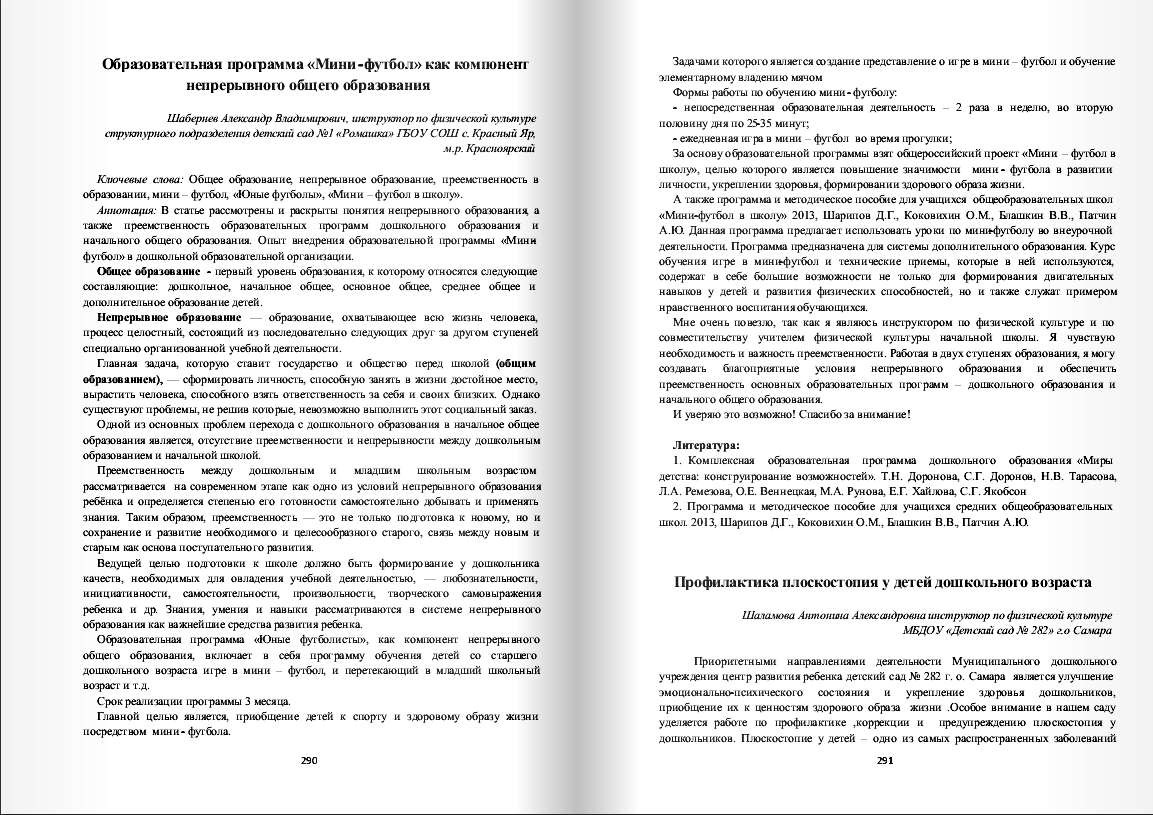 Образовательная программа «Мини-футбол» как компонент
непрерывного общего образования
Шабернев Александр Владимирович, инструктор по физической культуре
структурного подразделения детский сад №1 «Ромашка» ГБОУ СОШ с. Красный Яр,
м.р. Красноярский
Ключевые слова: Общее образование, непрерывное образование, преемственность в
образовании, мини – футбол, «Юные футболы», «Мини – футбол в школу».
Аннотация: В статье рассмотрены и раскрыты понятия непрерывного образования, а
также преемственность образовательных программ дошкольного образования и
начального общего образования. Опыт внедрения образовательной программы «Мини-
футбол» в дошкольной образовательной организации.
Общее образование - первый уровень образования, к которому относятся следующие
составляющие: дошкольное, начальное общее, основное общее, среднее общее и
дополнительное образование детей.
Непрерывное образование — образование, охватывающее всю жизнь человека,
процесс целостный, состоящий из последовательно следующих друг за другом ступеней
специально организованной учебной деятельности.
Главная задача, которую ставит государство и общество перед школой (общим
образованием), — сформировать личность, способную занять в жизни достойное место,
вырастить человека, способного взять ответственность за себя и своих близких. Однако
существуют проблемы, не решив которые, невозможно выполнить этот социальный заказ.
Одной из основных проблем перехода с дошкольного образования в начальное общее
образования является, отсутствие преемственности и непрерывности между дошкольным
образованием и начальной школой.
Преемственность между дошкольным и младшим школьным возрастом
рассматривается на современном этапе как одно из условий непрерывного образования
ребёнка и определяется степенью его готовности самостоятельно добывать и применять
знания. Таким образом, преемственность — это не только подготовка к новому, но и
сохранение и развитие необходимого и целесообразного старого, связь между новым и
старым как основа поступательного развития.
Ведущей целью подготовки к школе должно быть формирование у дошкольника
качеств, необходимых для овладения учебной деятельностью, — любознательности,
инициативности, самостоятельности, произвольности, творческого самовыражения
ребенка и др. Знания, умения и навыки рассматриваются в системе непрерывного
образования как важнейшие средства развития ребенка.
Образовательная программа «Юные футболисты», как компонент непрерывного
общего образования, включает в себя программу обучения детей со старшего
дошкольного возраста игре в мини – футбол, и перетекающий в младший школьный
возраст и т.д.
Срок реализации программы 3 месяца.
Главной целью является, приобщение детей к спорту и здоровому образу жизни
посредством мини - футбола.
290
Задачами которого является создание представление о игре в мини – футбол и обучение
элементарному владению мячом
Формы работы по обучению мини - футболу:
- непосредственная образовательная деятельность – 2 раза в неделю, во вторую
половину дня по 25-35 минут;
- ежедневная игра в мини – футбол во время прогулки;
За основу образовательной программы взят общероссийский проект «Мини – футбол в
школу», целью которого является повышение значимости мини - футбола в развитии
личности, укреплении здоровья, формировании здорового образа жизни.
А также программа и методическое пособие для учащихся общеобразовательных школ
«Мини-футбол в школу» 2013, Шарипов Д.Г., Коковихин О.М., Блашкин В.В., Патчин
А.Ю. Данная программа предлагает использовать уроки по мини-футболу во внеурочной
деятельности. Программа предназначена для системы дополнительного образования. Курс
обучения игре в мини-футбол и технические приемы, которые в ней используются,
содержат в себе большие возможности не только для формирования двигательных
навыков у детей и развития физических способностей, но и также служат примером
нравственного воспитания обучающихся.
Мне очень повезло, так как я являюсь инструктором по физической культуре и по
совместительству учителем физической культуры начальной школы. Я чувствую
необходимость и важность преемственности. Работая в двух ступенях образования, я могу
создавать благоприятные условия непрерывного образования и обеспечить
преемственность основных образовательных программ – дошкольного образования и
начального общего образования.
И уверяю это возможно! Спасибо за внимание!
Литература:
1. Комплексная образовательная программа дошкольного образования «Миры
детства: конструирование возможностей». Т.Н. Доронова, С.Г. Доронов, Н.В. Тарасова,
Л.А. Ремезова, О.Е. Веннецкая, М.А. Рунова, Е.Г. Хайлова, С.Г. Якобсон
2. Программа и методическое пособие для учащихся средних общеобразовательных
школ. 2013, Шарипов Д.Г., Коковихин О.М., Блашкин В.В., Патчин А.Ю.
Профилактика плоскостопия у детей дошкольного возраста
Шаламова Антонина Александровна инструктор по физической культуре
МБДОУ «Детский сад № 282» г.о Самара
Приоритетными направлениями деятельности Муниципального дошкольного
учреждения центр развития ребенка детский сад № 282 г. о. Самара является улучшение
эмоционально-психического состояния и укрепление здоровья дошкольников,
приобщение их к ценностям здорового образа жизни .Особое внимание в нашем саду
уделяется работе по профилактике ,коррекции и предупреждению плоскостопия у
дошкольников. Плоскостопие у детей – одно из самых распространенных заболеваний
291